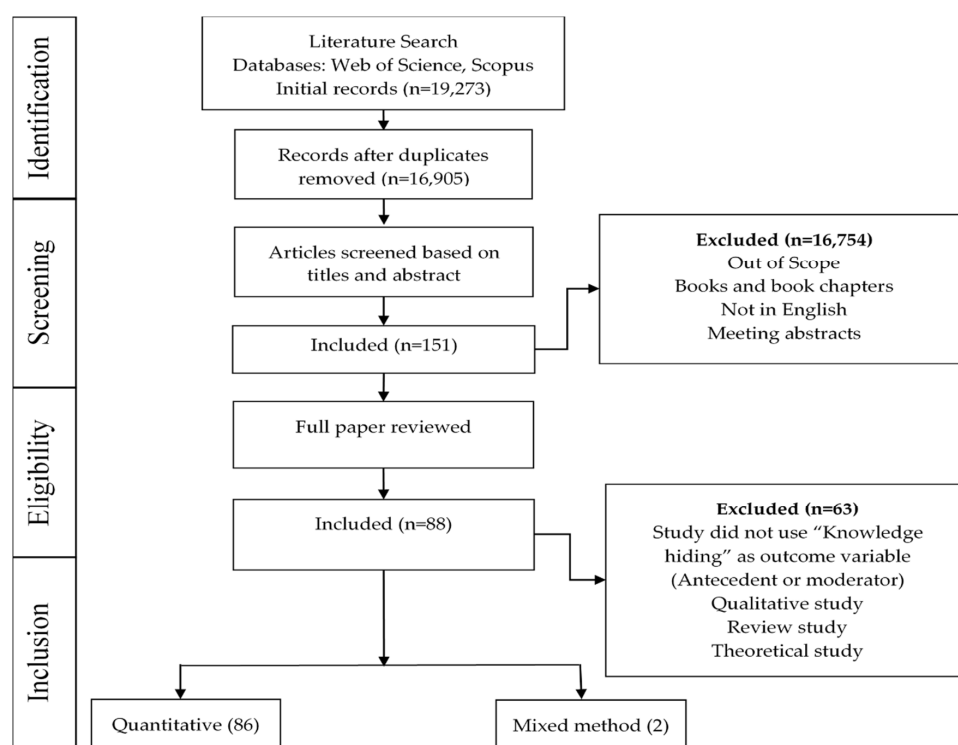 Identification
Literature Search
Databases: Web of Science, Scopus
Initial records (n=19,273)
Records after duplicates
removed (n=16,905)
Screening
Articles screened based on
titles and abstract
Excluded (n=16,754)
Out of Scope
Books and book chapters
Not in English
Meeting abstracts
Included (n=151)
Eligibility
Full paper reviewed
Included (n=88)
Excluded (n=63)
Study did not use “Knowledge
hiding” as outcome variable
(Antecedent or moderator)
Qualitative study
Review study
Theoretical study
Inclusion
Quantitative (86)
Mixed method (2)